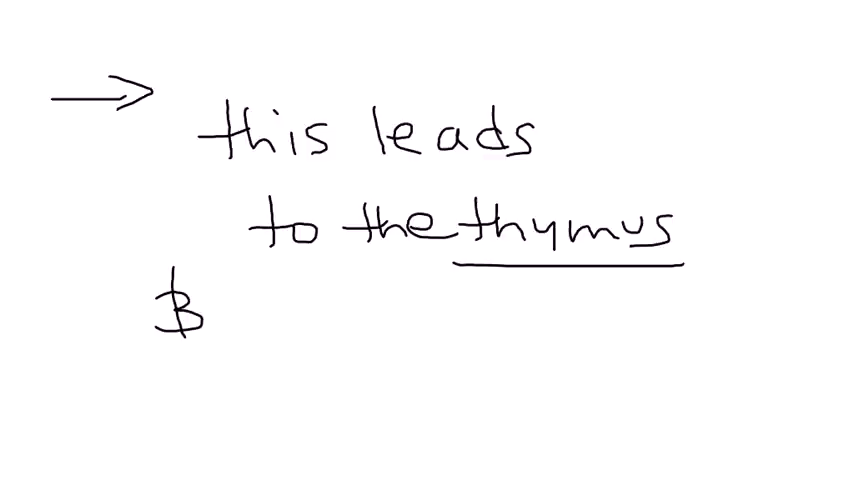 → this leads
to the thymus
B